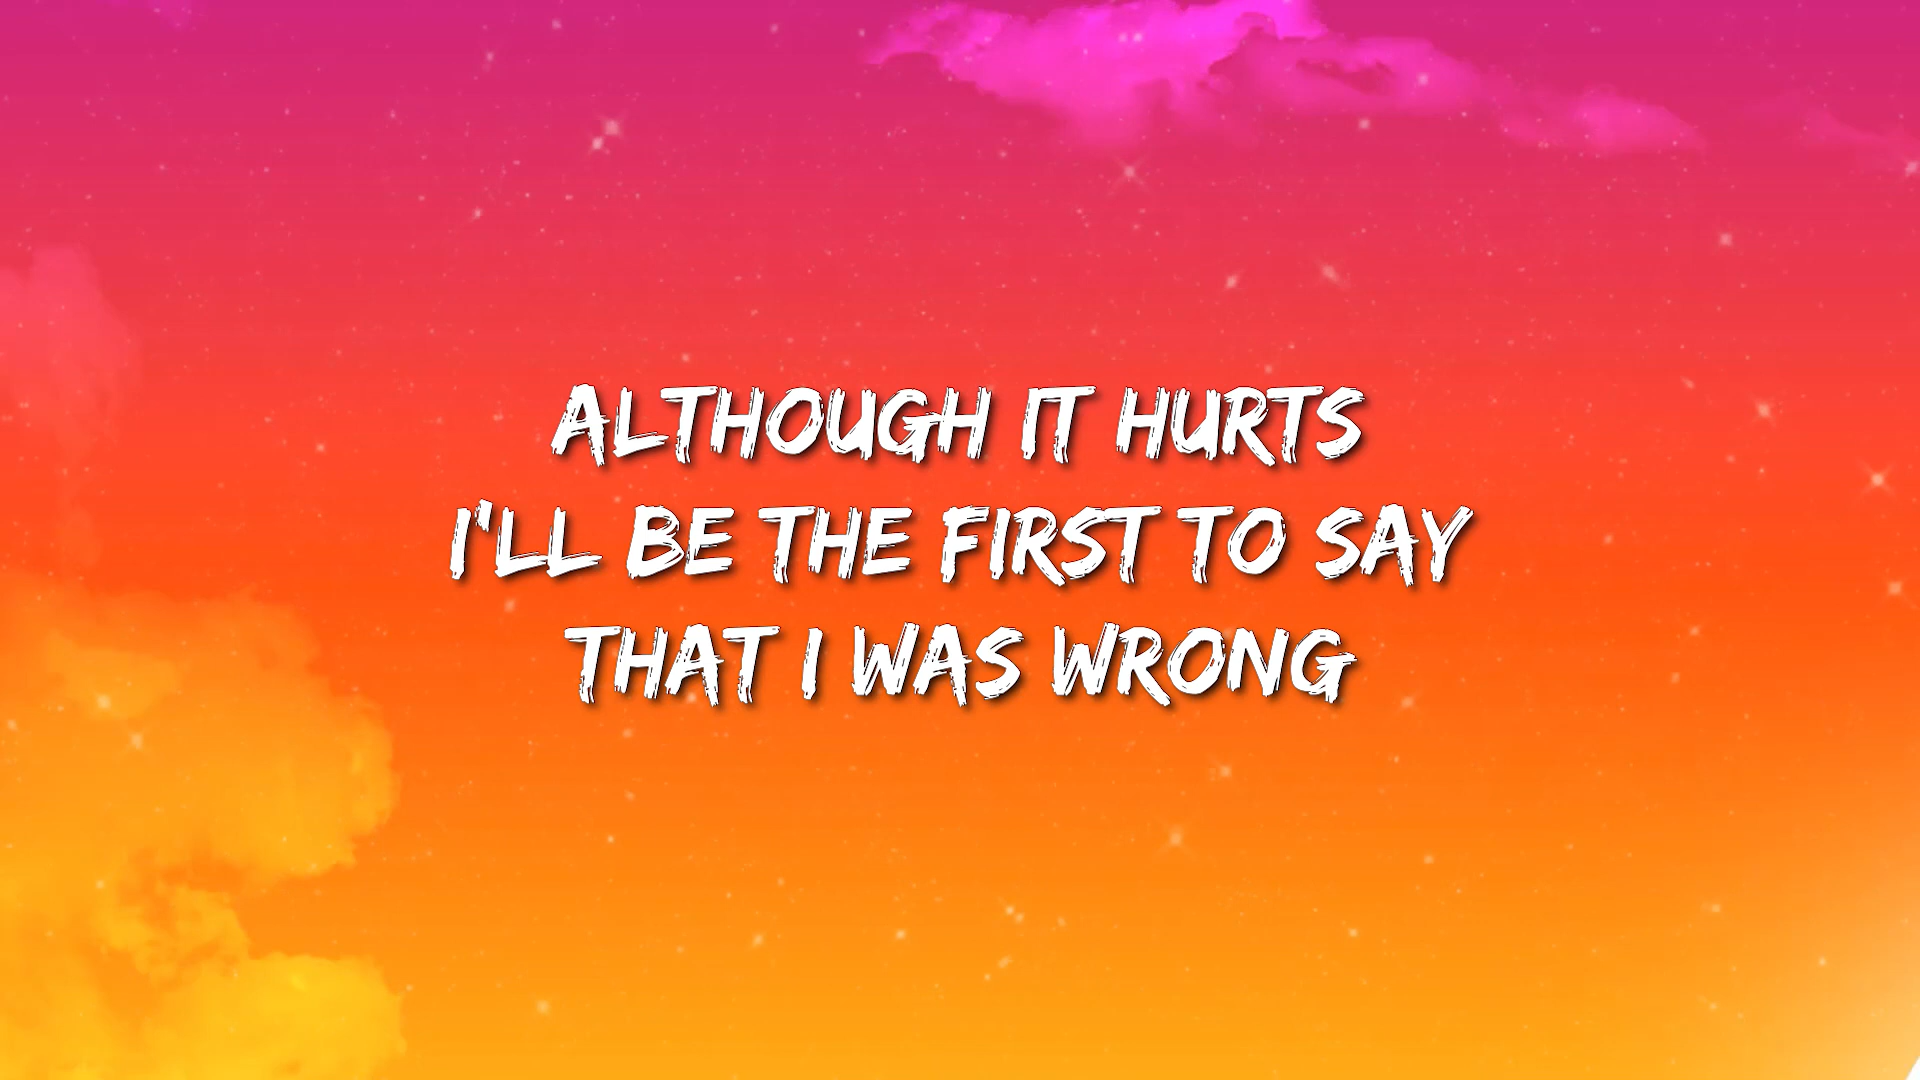 ALTHOUGH IT HURTS
I'LL BE THE FIRST TO SAY
THAT I WAS WRONG